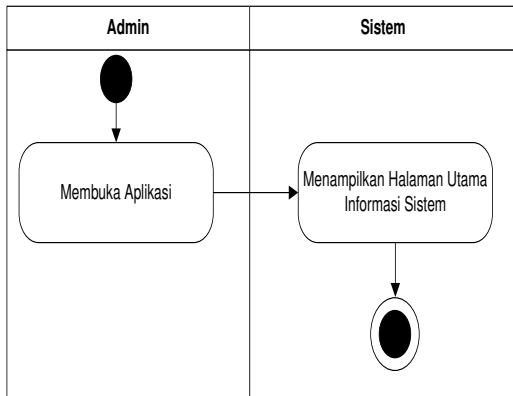 Admin
Sistem
Membuka Aplikasi
Menampilkan Halaman Utama
Informasi Sistem